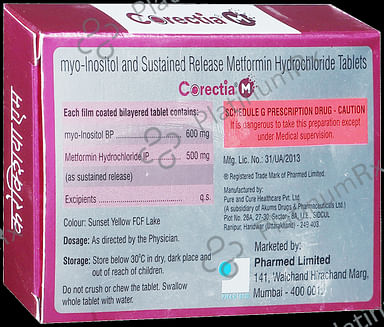 Corectia M
myo-Inositol and Sustained Release Metformin Hydrochloride Tablets
Corectia M
Each film coated bilayered tablet contains:
myo-Inositol BP ........ 600 mg
Metformin Hydrochloride IP ...... 500 mg
(as sustained release)
Excipients ........ q.s.
Colour: Sunset Yellow FCF Lake
Dosage: As directed by the Physician.
Storage: Store below 30°C in dry, dark place and
out of reach of children.
Do not crush or chew the tablet. Swallow
whole tablet with water.
SCHEDULE G PRESCRIPTION DRUG - CAUTION
It is dangerous to take this preparation except
under Medical supervision.
Mfg. Lic. No.: 31/UA/2013
® Registered Trade Mark of Pharmed Limited.
Manufactured by:
Pure and Cure Healthcare Pvt. Ltd.
(A subsidiary of Akums Drugs & Pharmaceuticals Ltd.)
Plot No. 26A, 27-30, Sector- 8A, I.I.E., SIDCUL
Ranipur, Haridwar (Uttarakhand) - 249 403.
Marketed by:
Pharmed Limited
141, Walchand Hirachand Marg,
Mumbai - 400 001.
PHARMED
कोरेक्टिया एम